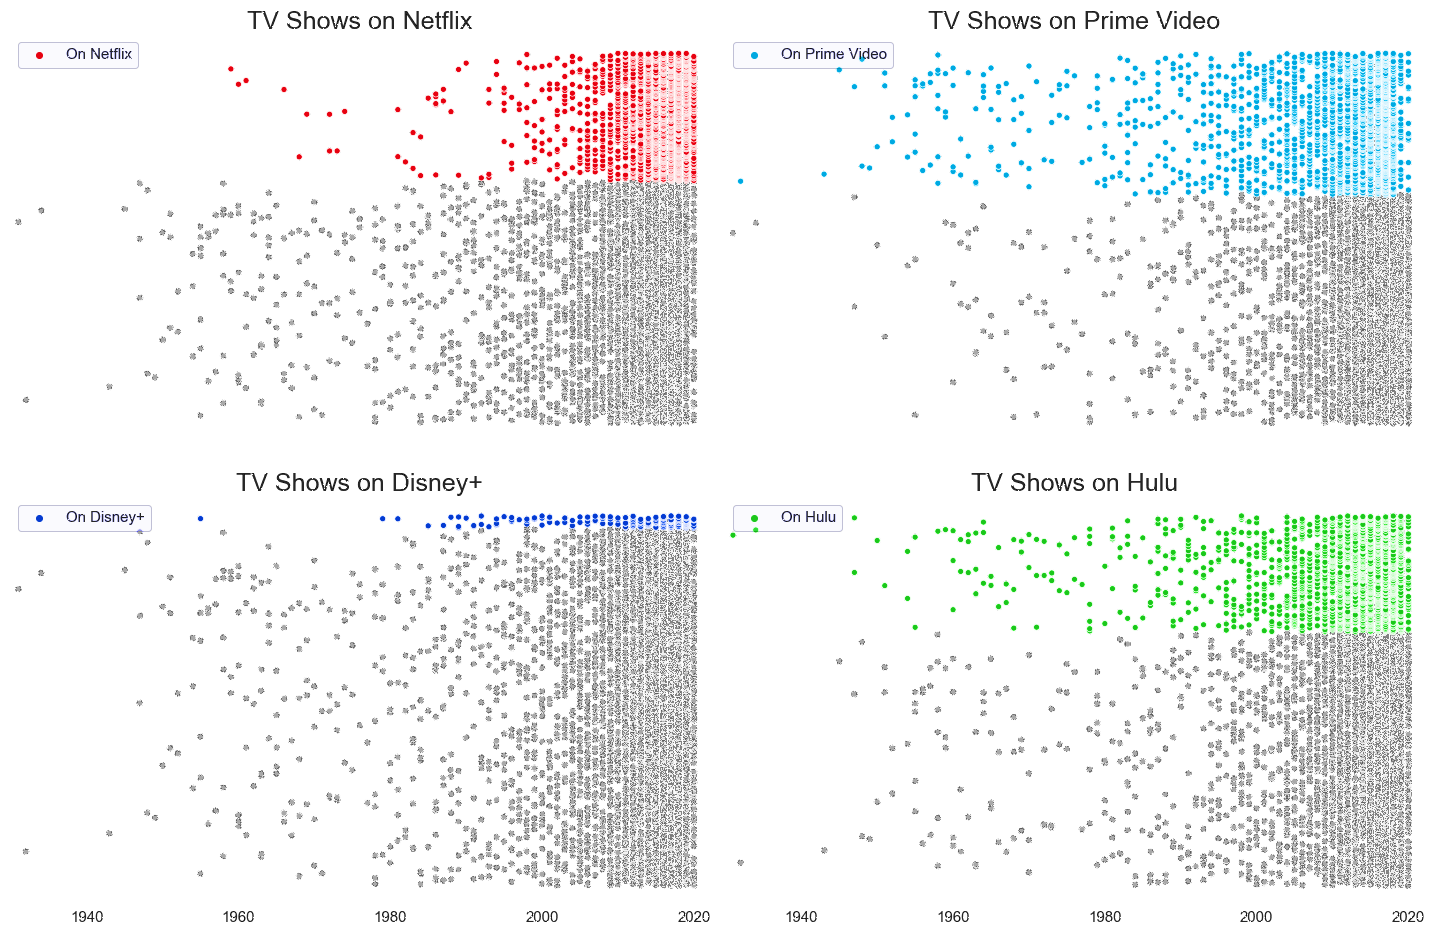 TV Shows on Netflix
On Netflix
TV Shows on Prime Video
On Prime Video
TV Shows on Disney+
On Disney+
TV Shows on Hulu
On Hulu
1940 1960 1980 2000 2020
1940 1960 1980 2000 2020